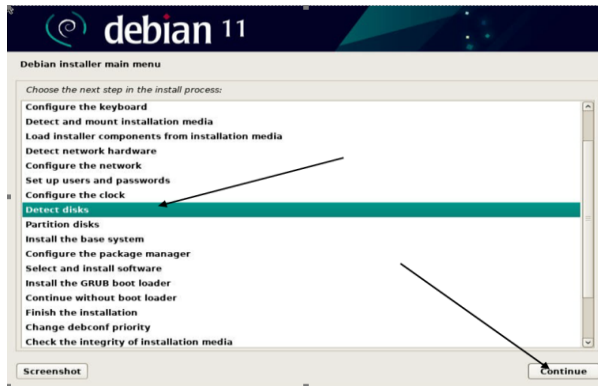 debian 11
Debian installer main menu
Choose the next step in the install process:
Configure the keyboard
Detect and mount installation media
Load installer components from installation media
Detect network hardware
Configure the network
Set up users and passwords
Configure the clock
Detect disks
Partition disks
Install the base system
Configure the package manager
Select and install software
Install the GRUB boot loader
Continue without boot loader
Finish the installation
Change debconf priority
Check the integrity of installation media
Screenshot
Continue